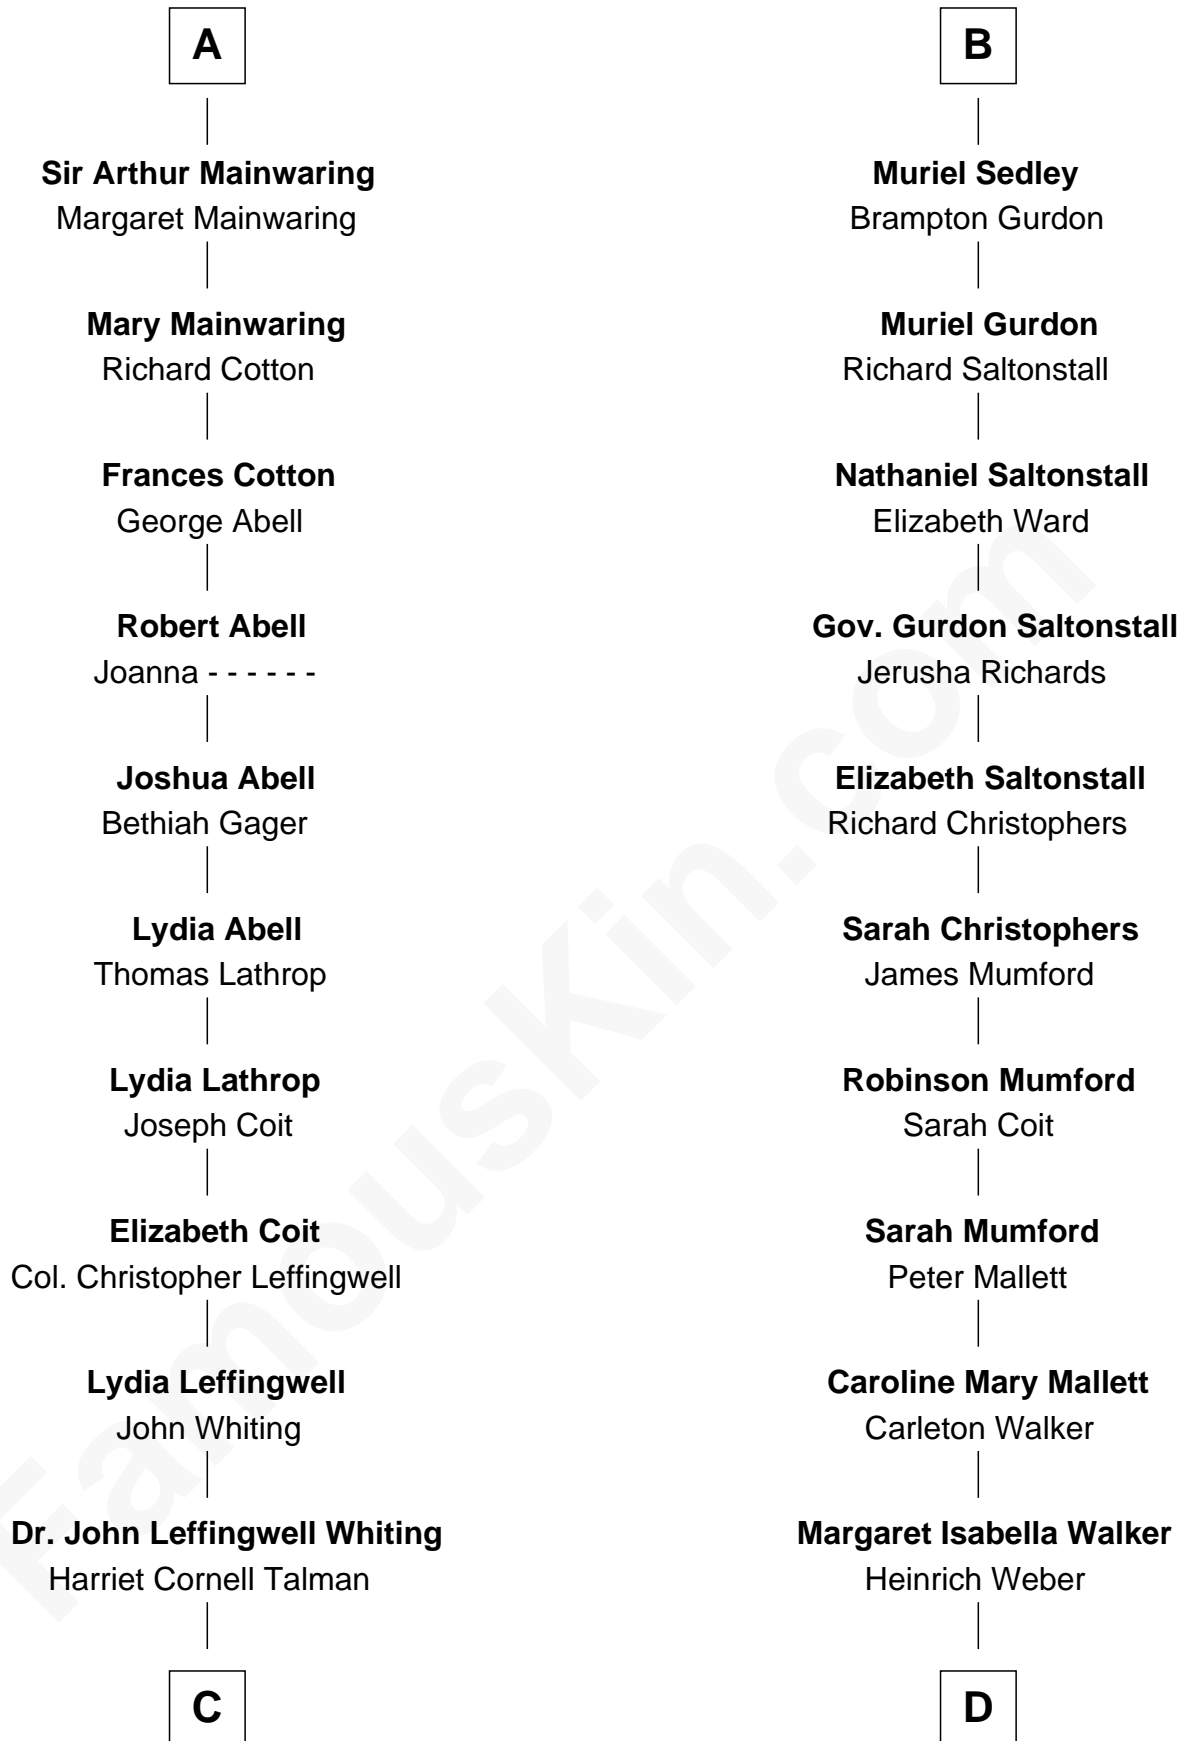 A
Sir Arthur Mainwaring
Margaret Mainwaring
Mary Mainwaring
Richard Cotton
Frances Cotton
George Abell
Robert Abell
Joanna - - - - - -
Joshua Abell
Bethiah Gager
Lydia Abell
Thomas Lathrop
Lydia Lathrop
Joseph Coit
Elizabeth Coit
Col. Christopher Leffingwell
Lydia Leffingwell
John Whiting
Dr. John Leffingwell Whiting
Harriet Cornell Talman
C
B
Muriel Sedley
Brampton Gurdon
Muriel Gurdon
Richard Saltonstall
Nathaniel Saltonstall
Elizabeth Ward
Gov. Gurdon Saltonstall
Jerusha Richards
Elizabeth Saltonstall
Richard Christophers
Sarah Christophers
James Mumford
Robinson Mumford
Sarah Coit
Sarah Mumford
Peter Mallett
Caroline Mary Mallett
Carleton Walker
Margaret Isabella Walker
Heinrich Weber
D
FamousKin.com